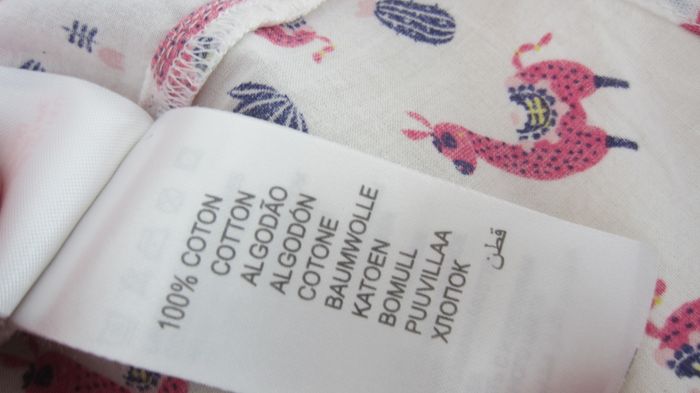 100% COTON
COTTON
ALGODÃO
ALGODÓN
COTONE
BAUMWOLLE
KATOEN
BOMULL
PUUVILLAA
ХЛОПОК
قطن